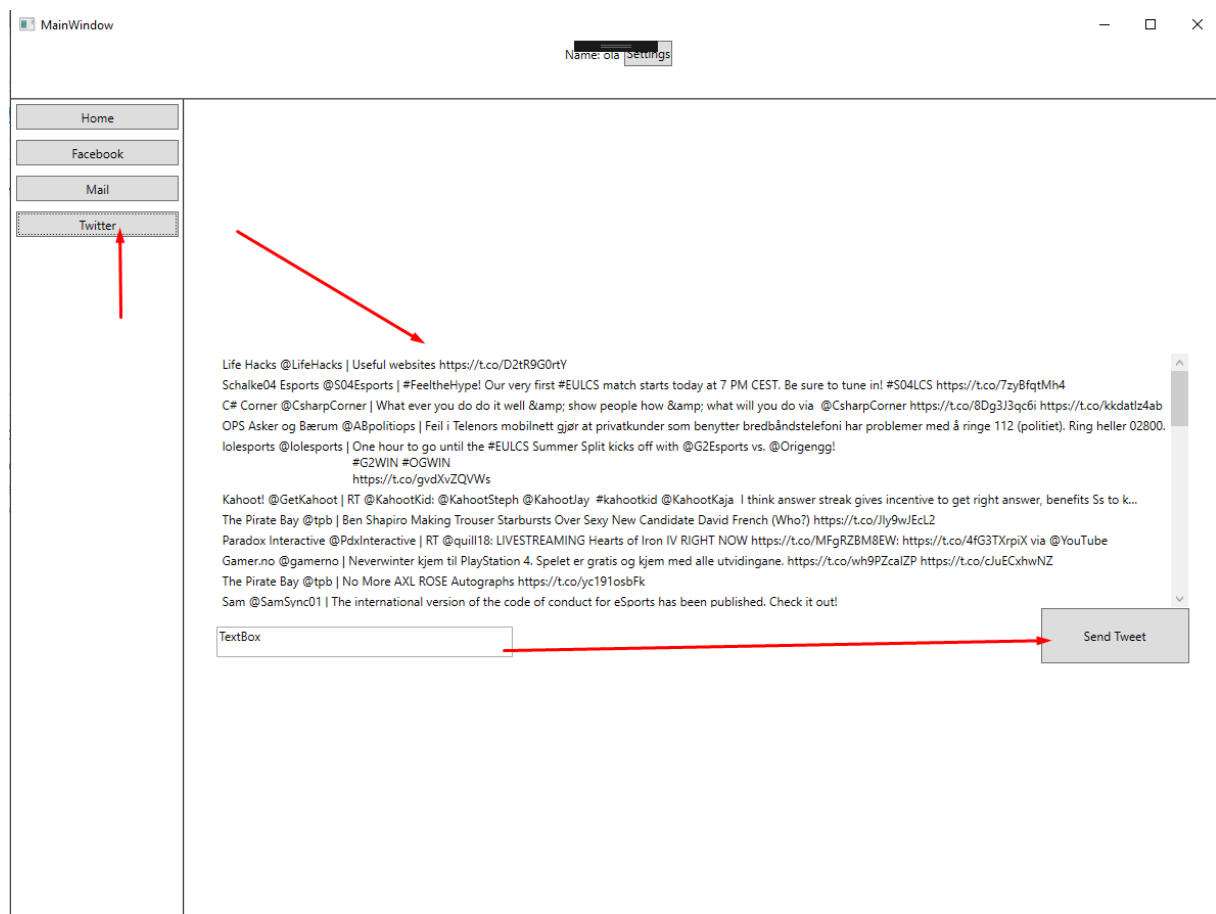 MainWindow
Name: ola Settings
Home
Facebook
Mail
Twitter
Life Hacks @LifeHacks | Useful websites https://t.co/D2tR9G0rtY
Schalke04 Esports @S04Esports | #FeeltheHype! Our very first #EULCS match starts today at 7 PM CEST. Be sure to tune in! #S04LCS https://t.co/7zyBfqtMh4
C# Corner @CsharpCorner | What ever you do do it well &amp; show people how &amp; what will you do via  @CsharpCorner https://t.co/8Dg3J3qc6i https://t.co/kkdatlz4ab
OPS Asker og Bærum @ABpolitiops | Feil i Telenors mobilnett gjør at privatkunder som benytter bredbåndstelefoni har problemer med å ringe 112 (politiet). Ring heller 02800.
lolesports @lolesports | One hour to go until the #EULCS Summer Split kicks off with @G2Esports vs. @Origengg!
#G2WIN #OGWIN
https://t.co/gvdXvZQVWs
Kahoot! @GetKahoot | RT @KahootKid: @KahootSteph @KahootJay  #kahootkid @KahootKaja  I think answer streak gives incentive to get right answer, benefits Ss to k...
The Pirate Bay @tpb | Ben Shapiro Making Trouser Starbursts Over Sexy New Candidate David French (Who?) https://t.co/Jly9wJEcL2
Paradox Interactive @PdxInteractive | RT @quill18: LIVESTREAMING Hearts of Iron IV RIGHT NOW https://t.co/MFgRZBM8EW: https://t.co/4fG3TXrpiX via @YouTube
Gamer.no @gamerno | Neverwinter kjem til PlayStation 4. Spelet er gratis og kjem med alle utvidingane. https://t.co/wh9PZcaIZP https://t.co/cJuECxhwNZ
The Pirate Bay @tpb | No More AXL ROSE Autographs https://t.co/yc191osbFk
Sam @SamSync01 | The international version of the code of conduct for eSports has been published. Check it out!
TextBox
Send Tweet